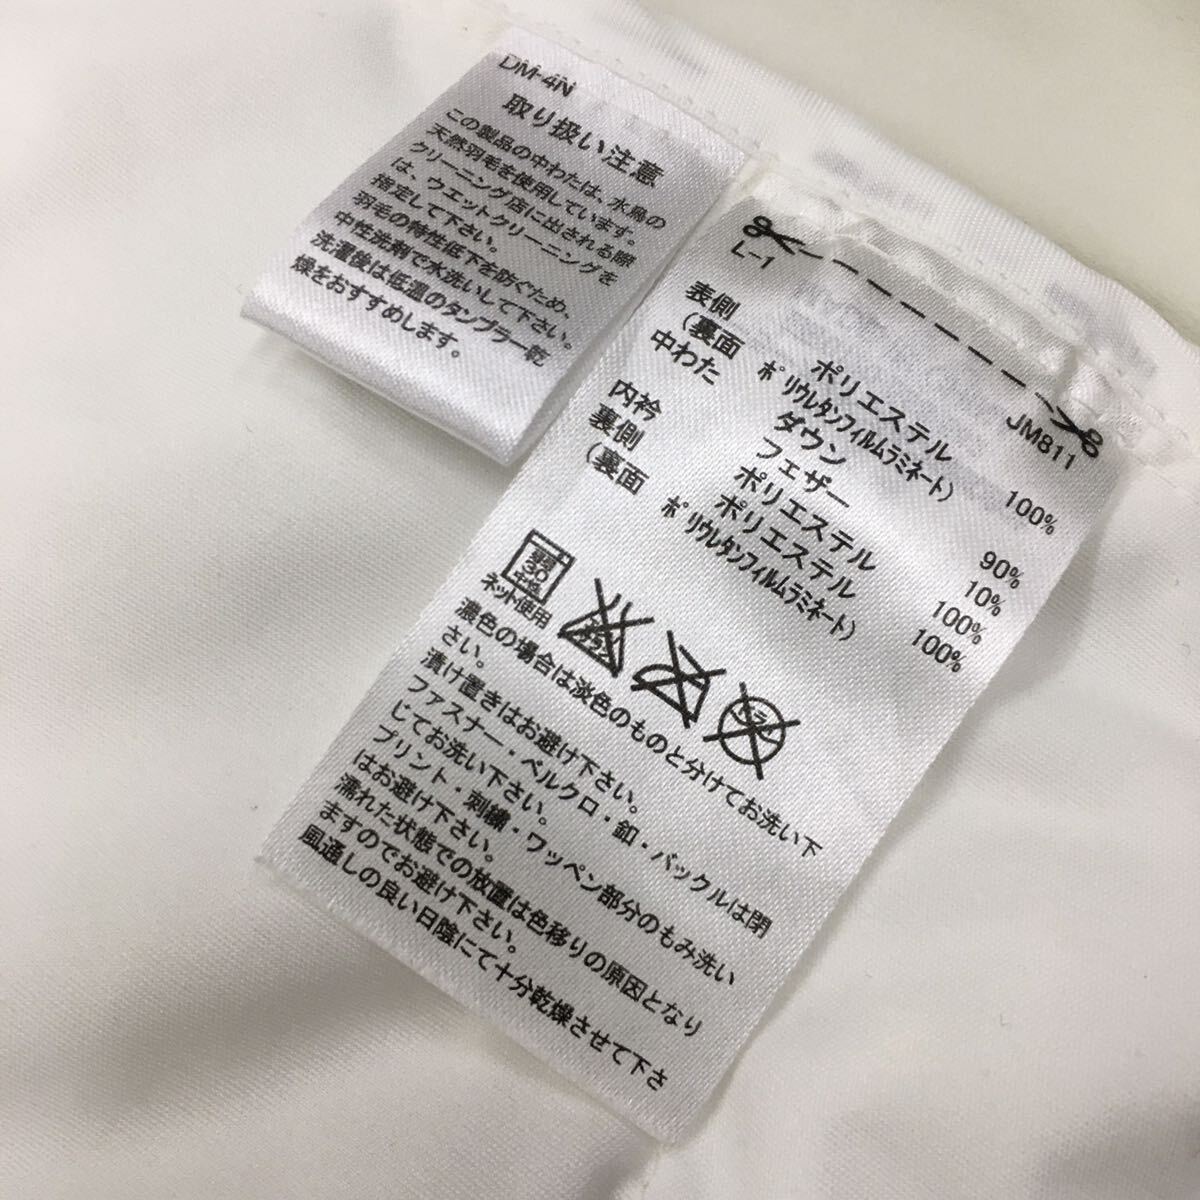 DM-4N
取り扱い注意
この製品の中わたは、水鳥の
天然羽毛を使用しています。
クリーニング店に出される際
は、ウエットクリーニングを
指定して下さい。
羽毛の特性低下を防ぐため、
中性洗剤で水洗いして下さい。
洗濯後は低温のタンブラー乾
燥をおすすめします。
L-1 JM811
表側 ポリエステル 100%
(裏面 ポリウレタンフィルムラミネート)
中わた ダウン 90%
フェザー 10%
内衿 ポリエステル 100%
裏側 ポリエステル 100%
(裏面 ポリウレタンフィルムラミネート)
弱
30
中性
エンソ
サラシ
ドライ
ネット使用
濃色の場合は淡色のものと分けてお洗い下
さい。
漬け置きはお避け下さい。
ファスナー・ベルクロ・釦・バックルは閉
じてお洗い下さい。
プリント・刺繍・ワッペン部分のもみ洗い
はお避け下さい。
濡れた状態での放置は色移りの原因となり
ますのでお避け下さい。
風通しの良い日陰にて十分乾燥させて下さ